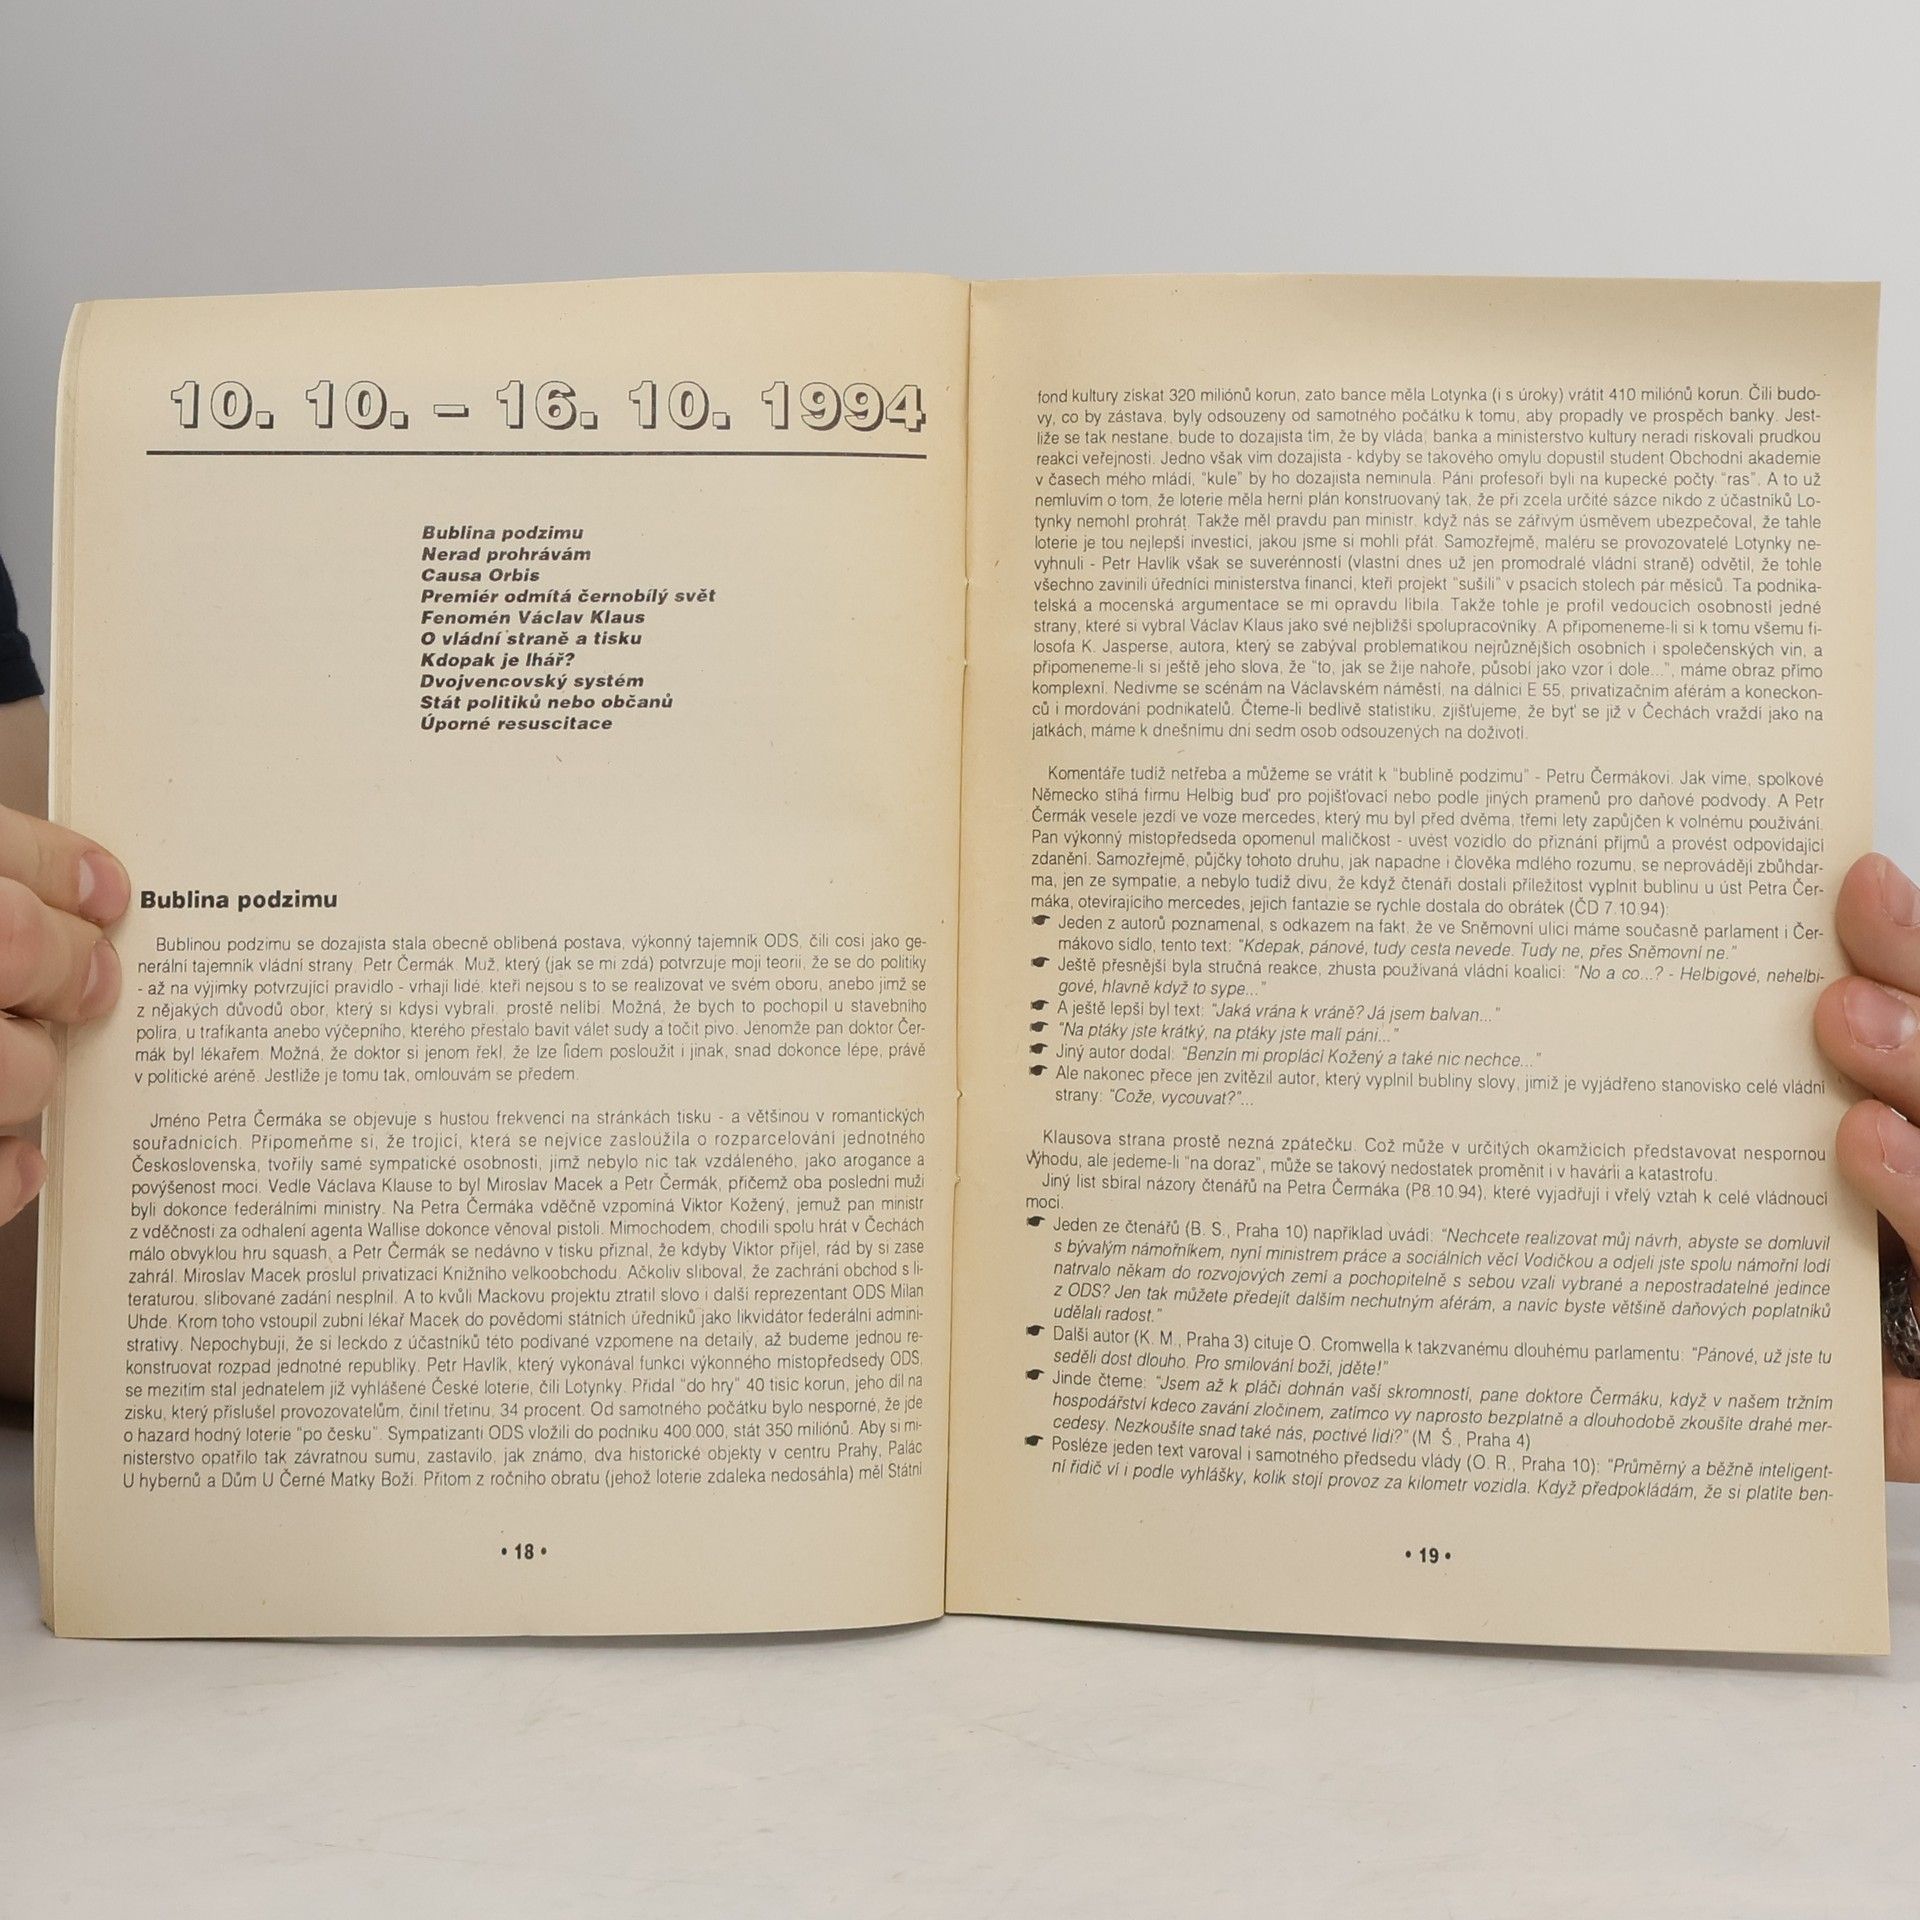 10. 10. – 16. 10. 1994
Bublina podzimu
Nerad prohrávám
Causa Orbis
Premiér odmítá černobílý svět
Fenomén Václav Klaus
O vládní straně a tisku
Kdopak je lhář?
Dvojvencovský systém
Stát politiků nebo občanů
Úporné resuscitace
Bublina podzimu
Bublinou podzimu se dozajista stala obecně oblíbená postava, výkonný tajemník ODS, čili cosi jako ge-
nerální tajemník vládní strany, Petr Čermák. Muž, který (jak se mi zdá) potvrzuje moji teorii, že se do politiky
- až na výjimky potvrzující pravidlo - vrhají lidé, kteří nejsou s to se realizovat ve svém oboru, anebo jimž se
z nějakých důvodů obor, který si kdysi vybrali, prostě nelíbí. Možná, že bych to pochopil u stavebního
polira, u trafikanta anebo výčepního, kterého přestalo bavit válet sudy a točit pivo. Jenomže pan doktor Čer-
mák byl lékařem. Možná, že doktor si jenom řekl, že lze lidem posloužit i jinak, snad dokonce lépe, právě
v politické aréně. Jestliže je tomu tak, omlouvám se předem.
Jméno Petra Čermáka se objevuje s hustou frekvencí na stránkách tisku - a většinou v romantických
souřadnicích. Připomeňme si, že trojici, která se nejvíce zasloužila o rozparcelování jednotného
Československa, tvořily samé sympatické osobnosti, jimž nebylo nic tak vzdáleného, jako arogance a
povýšenost moci. Vedle Václava Klause to byl Miroslav Macek a Petr Čermák, přičemž oba poslední muži
byli dokonce federálními ministry. Na Petra Čermáka vděčně vzpomíná Viktor Kožený, jemuž pan ministr
z vděčnosti za odhalení agenta Wallise dokonce věnoval pistoli. Mimochodem, chodili spolu hrát v Čechách
málo obvyklou hru squash, a Petr Čermák se nedávno v tisku přiznal, že kdyby Viktor přijel, rád by si zase
zahrál. Miroslav Macek proslul privatizací Knižního velkoobchodu. Ačkoliv sliboval, že zachrání obchod s li-
teraturou, slibované zadání nesplnil. A to kvůli Mackovu projektu ztratil slovo i další reprezentant ODS Milan
Uhde. Krom toho vstoupil zubní lékař Macek do povědomí státních úředníků jako likvidátor federální admini-
strativy. Nepochybuji, že si leckdo z účastníků této podívané vzpomene na detaily, až budeme jednou re-
konstruovat rozpad jednotné republiky. Petr Havlík, který vykonával funkci výkonného místopředsedy ODS,
se mezitím stal jednatelem již vyhlášené České loterie, čili Lotynky. Přidal "do hry" 40 tisíc korun, jeho díl na
zisku, který příslušel provozovatelům, činil třetinu, 34 procent. Od samotného počátku bylo nesporné, že jde
o hazard hodný loterie "po česku". Sympatizanti ODS vložili do podniku 400.000, stát 350 miliónů. Aby si mi-
nisterstvo opatřilo tak závratnou sumu, zastavilo, jak známo, dva historické objekty v centru Prahy, Palác
U hybernů a Dům U Černé Matky Boží. Přitom z ročního obratu (jehož loterie zdaleka nedosáhla) měl Státní
• 18 •
fond kultury získat 320 miliónů korun, zato bance měla Lotynka (i s úroky) vrátit 410 miliónů korun. Čili budo-
vy, co by zástava, byly odsouzeny od samotného počátku k tomu, aby propadly ve prospěch banky. Jest-
liže se tak nestane, bude to dozajista tím, že by vláda, banka a ministerstvo kultury neradi riskovali prudkou
reakci veřejnosti. Jedno však vím dozajista - kdyby se takového omylu dopustil student Obchodní akademie
v časech mého mládí, "kule" by ho dozajista neminula. Páni profesoři byli na kupecké počty "ras". A to už
nemluvím o tom, že loterie měla herní plán konstruovaný tak, že při zcela určité sázce nikdo z účastníků Lo-
tynky nemohl prohrát. Takže měl pravdu pan ministr, když nás se zářivým úsměvem ubezpečoval, že tahle
loterie je tou nejlepší investicí, jakou jsme si mohli přát. Samozřejmě, maléru se provozovatelé Lotynky ne-
vyhnuli - Petr Havlík však se suverénností (vlastní dnes už jen promodralé vládní straně) odvětil, že tohle
všechno zavinili úředníci ministerstva financí, kteří projekt "sušili" v psacích stolech pár měsíců. Ta podnika-
telská a mocenská argumentace se mi opravdu líbila. Takže tohle je profil vedoucích osobností jedné
strany, které si vybral Václav Klaus jako své nejbližší spolupracovníky. A připomeneme-li si k tomu všemu fi-
losofa K. Jasperse, autora, který se zabýval problematikou nejrůznějších osobních i společenských vin, a
připomeneme-li si ještě jeho slova, že "to, jak se žije nahoře, působí jako vzor i dole...", máme obraz přímo
komplexní. Nedivme se scénám na Václavském náměstí, na dálnici E 55, privatizačním aférám a koneckon-
ců i mordování podnikatelů. Čteme-li bedlivě statistiku, zjišťujeme, že byť se již v Čechách vraždí jako na
jatkách, máme k dnešnímu dni sedm osob odsouzených na doživotí.
Komentáře tudíž netřeba a můžeme se vrátit k "bublině podzimu" - Petru Čermákovi. Jak víme, spolkové
Německo stíhá firmu Helbig buď pro pojišťovací nebo podle jiných pramenů pro daňové podvody. A Petr
Čermák vesele jezdí ve voze mercedes, který mu byl před dvěma, třemi lety zapůjčen k volnému používání.
Pan výkonný místopředseda opomenul maličkost - uvést vozidlo do přiznání příjmů a provést odpovídající
zdanění. Samozřejmě, půjčky tohoto druhu, jak napadne i člověka mdlého rozumu, se neprovádějí zbůhdar-
ma, jen ze sympatie, a nebylo tudíž divu, že když čtenáři dostali příležitost vyplnit bublinu u úst Petra Čer-
máka, otevírajícího mercedes, jejich fantazie se rychle dostala do obrátek (ČD 7.10.94):
☛ Jeden z autorů poznamenal, s odkazem na fakt, že ve Sněmovní ulici máme současně parlament i Čer-
mákovo sídlo, tento text: "Kdepak, pánové, tudy cesta nevede. Tudy ne, přes Sněmovní ne."
☛ Ještě přesnější byla stručná reakce, zhusta používaná vládní koalicí: "No a co...? - Helbigové, nehelbi-
gové, hlavně když to sype..."
☛ A ještě lepší byl text: "Jaká vrána k vráně? Já jsem balvan..."
☛ "Na ptáky jste krátký, na ptáky jste malí páni..."
☛ Jiný autor dodal: "Benzín mi proplácí Kožený a také nic nechce..."
☛ Ale nakonec přece jen zvítězil autor, který vyplnil bubliny slovy, jimiž je vyjádřeno stanovisko celé vládní
strany: "Cože, vycouvat?"...
Klausova strana prostě nezná zpátečku. Což může v určitých okamžicích představovat nespornou
výhodu, ale jedeme-li "na doraz", může se takový nedostatek proměnit i v havárii a katastrofu.
Jiný list sbíral názory čtenářů na Petra Čermáka (P8.10.94), které vyjadřují i vřelý vztah k celé vládnoucí
moci.
☛ Jeden ze čtenářů (B. S., Praha 10) například uvádí: "Nechcete realizovat můj návrh, abyste se domluvil
s bývalým námořníkem, nyní ministrem práce a sociálních věcí Vodičkou a odjeli jste spolu námořní lodí
natrvalo někam do rozvojových zemí a pochopitelně s sebou vzali vybrané a nepostradatelné jedince
z ODS? Jen tak můžete předejít dalším nechutným aférám, a navíc byste většině daňových poplatníků
udělali radost."
☛ Další autor (K. M., Praha 3) cituje O. Cromwella k takzvanému dlouhému parlamentu: "Pánové, už jste tu
seděli dost dlouho. Pro smilování boží, jděte!"
☛ Jinde čteme: "Jsem až k pláči dohnán vaší skromností, pane doktore Čermáku, když v našem tržním
hospodářství kdeco zavání zločinem, zatímco vy naprosto bezplatně a dlouhodobě zkoušíte drahé mer-
cedesy. Nezkoušíte snad také nás, poctivé lidi?" (M. Š., Praha 4)
☛ Posléze jeden text varoval i samotného předsedu vlády (O. R., Praha 10): "Průměrný a běžně inteligent-
ní řidič ví i podle vyhlášky, kolik stojí provoz za kilometr vozidla. Když předpokládám, že si platíte ben-
• 19 •